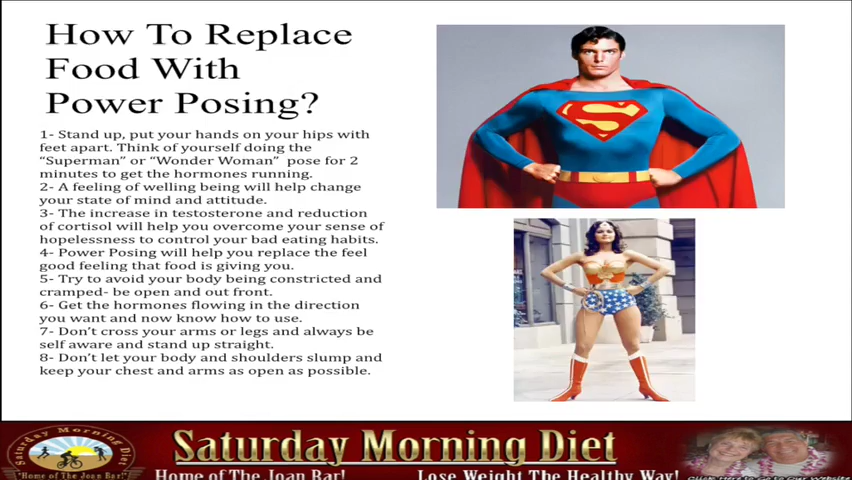 How To Replace
Food With
Power Posing?
1- Stand up, put your hands on your hips with
feet apart. Think of yourself doing the
“Superman” or “Wonder Woman”  pose for 2
minutes to get the hormones running.
2- A feeling of welling being will help change
your state of mind and attitude.
3- The increase in testosterone and reduction
of cortisol will help you overcome your sense of
hopelessness to control your bad eating habits.
4- Power Posing will help you replace the feel
good feeling that food is giving you.
5- Try to avoid your body being constricted and
cramped- be open and out front.
6- Get the hormones flowing in the direction
you want and now know how to use.
7- Don’t cross your arms or legs and always be
self aware and stand up straight.
8- Don’t let your body and shoulders slump and
keep your chest and arms as open as possible.
S
Saturday Morning Diet
"Home of The Joan Bar!"
Saturday Morning Diet
Home of The Joan Bar!
Lose Weight The Healthy Way!
Click Here to Go to Our Website